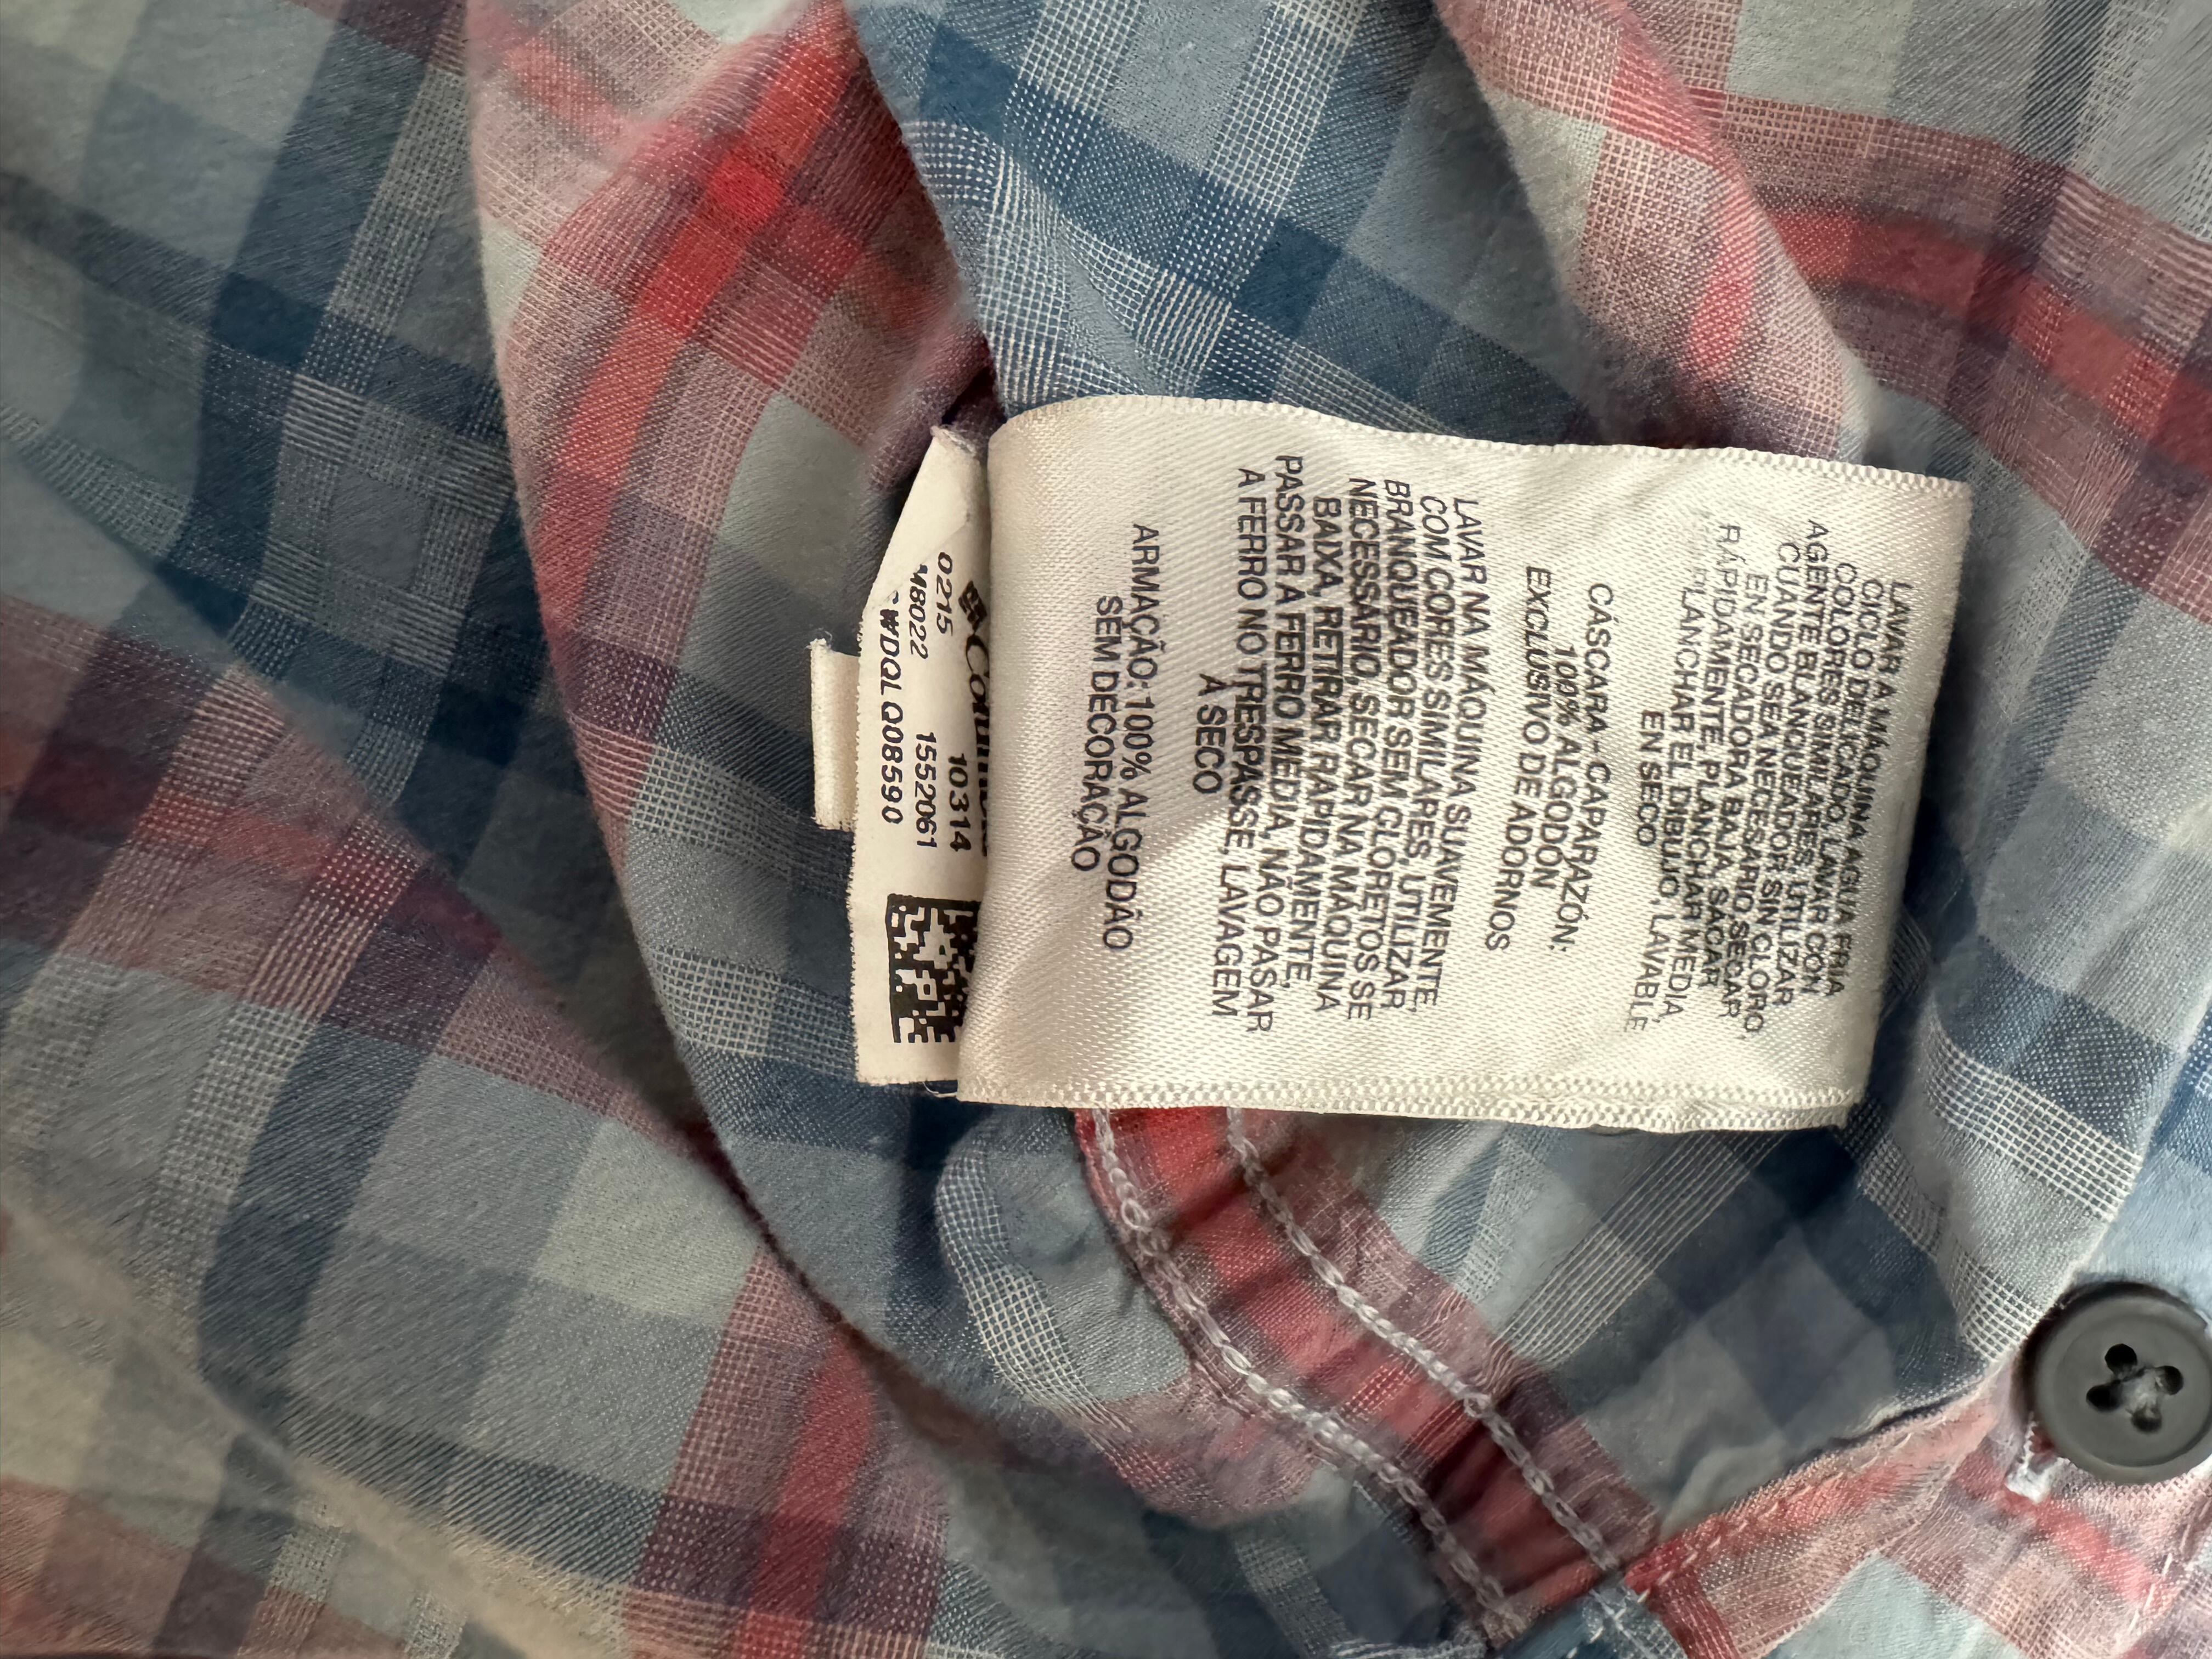 LAVAR A MÁQUINA AGUA FRIA
CICLO DELICADO, LAVAR CON
COLORES SIMILARES, UTILIZAR
AGENTE BLANQUEADOR SIN CLORO
CUANDO SEA NECESARIO, SECAR
EN SECADORA BAJA, SACAR
RÁPIDAMENTE, PLANCHAR MEDIA,
PLANCHAR EL DIBUJO, LAVABLE
EN SECO
CÁSCARA - CAPARAZÓN:
100% ALGODÓN
EXCLUSIVO DE ADORNOS
LAVAR NA MÁQUINA SUAVEMENTE
COM CORES SIMILARES, UTILIZAR
BRANQUEADOR SEM CLORETOS SE
NECESSÁRIO, SECAR NA MÁQUINA
BAIXA, RETIRAR RAPIDAMENTE,
PASSAR A FERRO MÉDIA, NÃO PASAR
A FERRO NO TRESPASSE, LAVAGEM
À SECO
ARMAÇÃO: 100% ALGODÃO
SEM DECORAÇÃO
0215 10314
M8022 1552061
WDQL Q08590